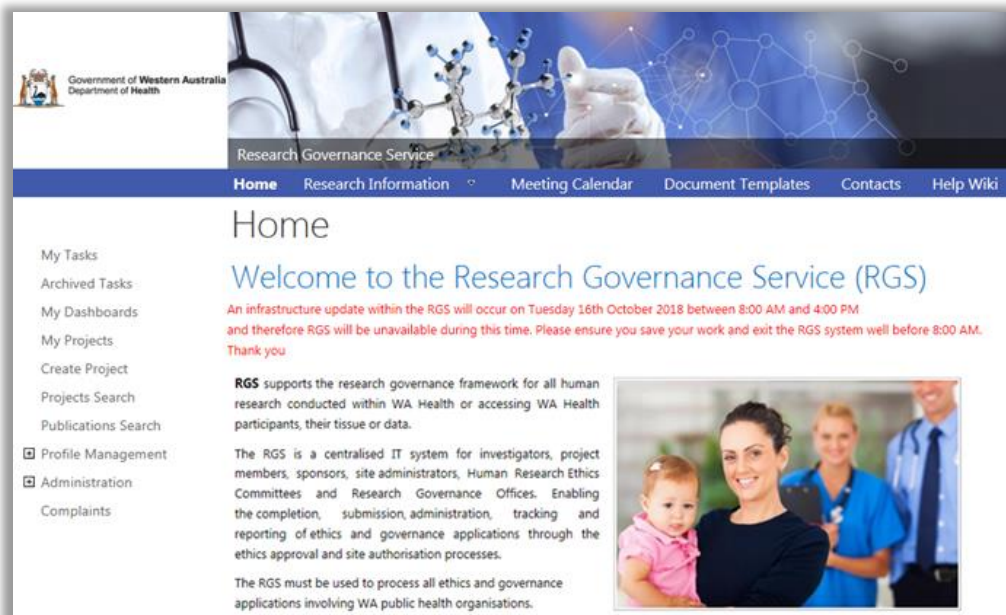 Government of Western Australia
Department of Health
Research Governance Service
Home Research Information Meeting Calendar Document Templates Contacts Help Wiki
My Tasks
Archived Tasks
My Dashboards
My Projects
Create Project
Projects Search
Publications Search
Profile Management
Administration
Complaints
Home
Welcome to the Research Governance Service (RGS)
An infrastructure update within the RGS will occur on Tuesday 16th October 2018 between 8:00 AM and 4:00 PM
and therefore RGS will be unavailable during this time. Please ensure you save your work and exit the RGS system well before 8:00 AM.
Thank you
RGS supports the research governance framework for all human
research conducted within WA Health or accessing WA Health
participants, their tissue or data.
The RGS is a centralised IT system for investigators, project
members, sponsors, site administrators, Human Research Ethics
Committees and Research Governance Offices. Enabling
the completion, submission, administration, tracking and
reporting of ethics and governance applications through the
ethics approval and site authorisation processes.
The RGS must be used to process all ethics and governance
applications involving WA public health organisations.